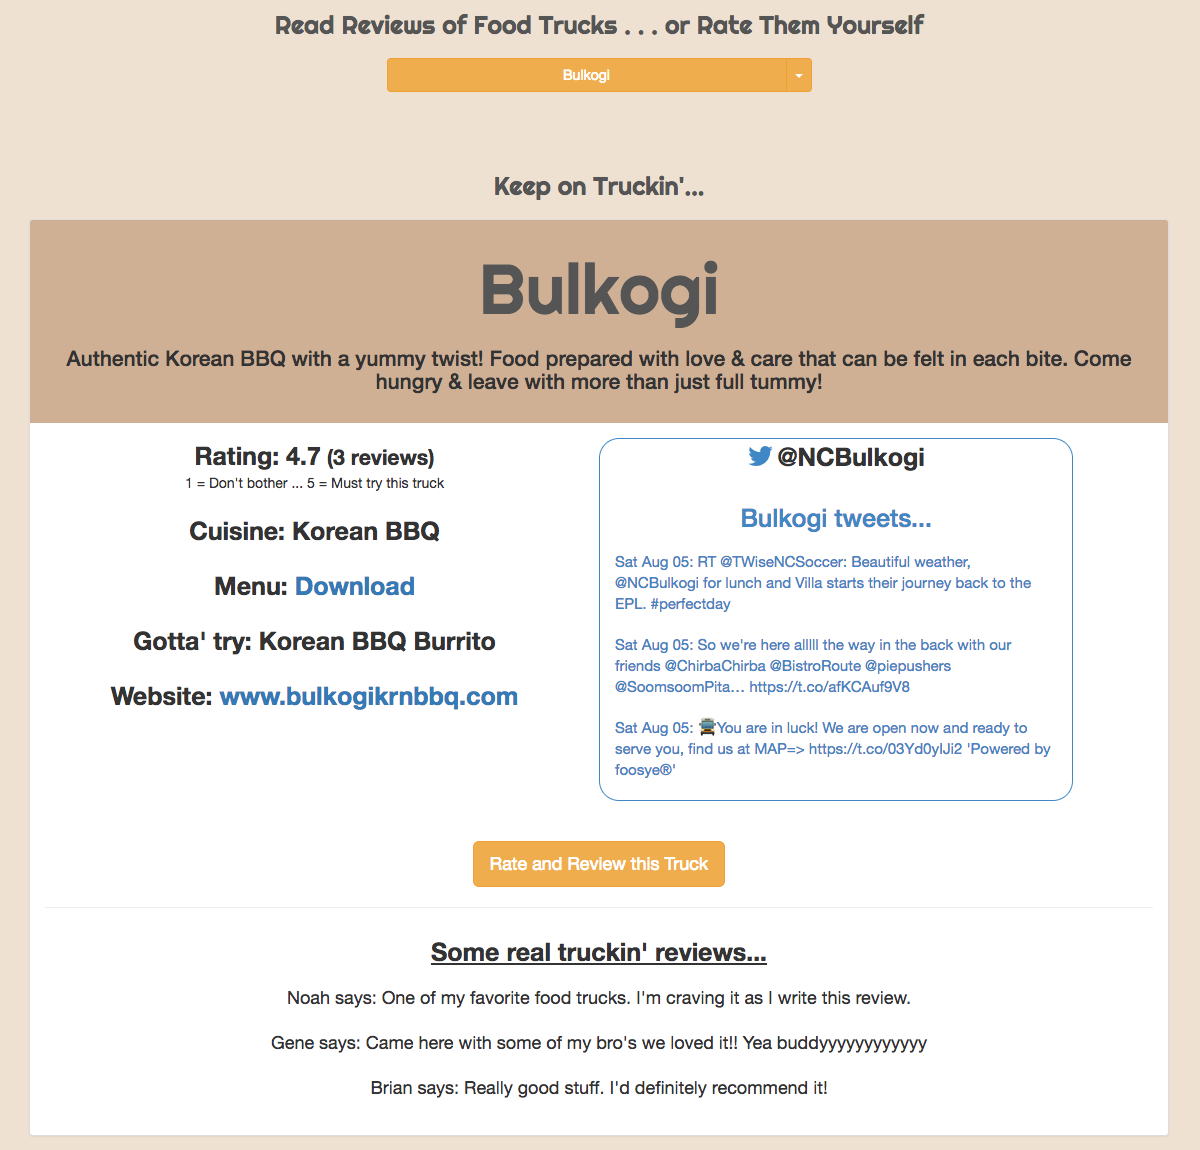 Read Reviews of Food Trucks . . . or Rate Them Yourself
Bulkogi
Keep on Truckin'...
Bulkogi
Authentic Korean BBQ with a yummy twist! Food prepared with love & care that can be felt in each bite. Come
hungry & leave with more than just full tummy!
Rating: 4.7 (3 reviews)
1 = Don't bother ... 5 = Must try this truck
Cuisine: Korean BBQ
Menu: Download
Gotta' try: Korean BBQ Burrito
Website: www.bulkogikrnbbq.com
@NCBulkogi
Bulkogi tweets...
Sat Aug 05: RT @TWiseNCSoccer: Beautiful weather,
@NCBulkogi for lunch and Villa starts their journey back to the
EPL. #perfectday
Sat Aug 05: So we're here alllll the way in the back with our
friends @ChirbaChirba @BistroRoute @piepushers
@SoomsoomPita… https://t.co/afKCAuf9V8
Sat Aug 05: 🚍You are in luck! We are open now and ready to
serve you, find us at MAP=> https://t.co/03Yd0ylJi2 'Powered by
foosye®'
Rate and Review this Truck
Some real truckin' reviews...
Noah says: One of my favorite food trucks. I'm craving it as I write this review.
Gene says: Came here with some of my bro's we loved it!! Yea buddyyyyyyyyyyyy
Brian says: Really good stuff. I'd definitely recommend it!